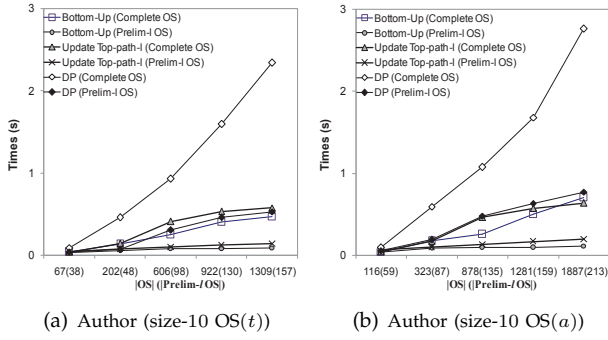 3
2
1
0
Times (s)
Bottom-Up (Complete OS)
Bottom-Up (Prelim-l OS)
Update Top-path-l (Complete OS)
Update Top-path-l (Prelim-l OS)
DP (Complete OS)
DP (Prelim-l OS)
67(38) 202(48) 606(98) 922(130) 1309(157)
|OS| (|Prelim-l OS|)
(a) Author (size-10 OS(t))
3
2
1
0
Times (s)
Bottom-Up (Complete OS)
Bottom-Up (Prelim-l OS)
Update Top-path-l (Complete OS)
Update Top-path-l (Prelim-l OS)
DP (Complete OS)
DP (Prelim-l OS)
116(59) 323(87) 878(135) 1281(159) 1887(213)
|OS| (|Prelim-l OS|)
(b) Author (size-10 OS(a))